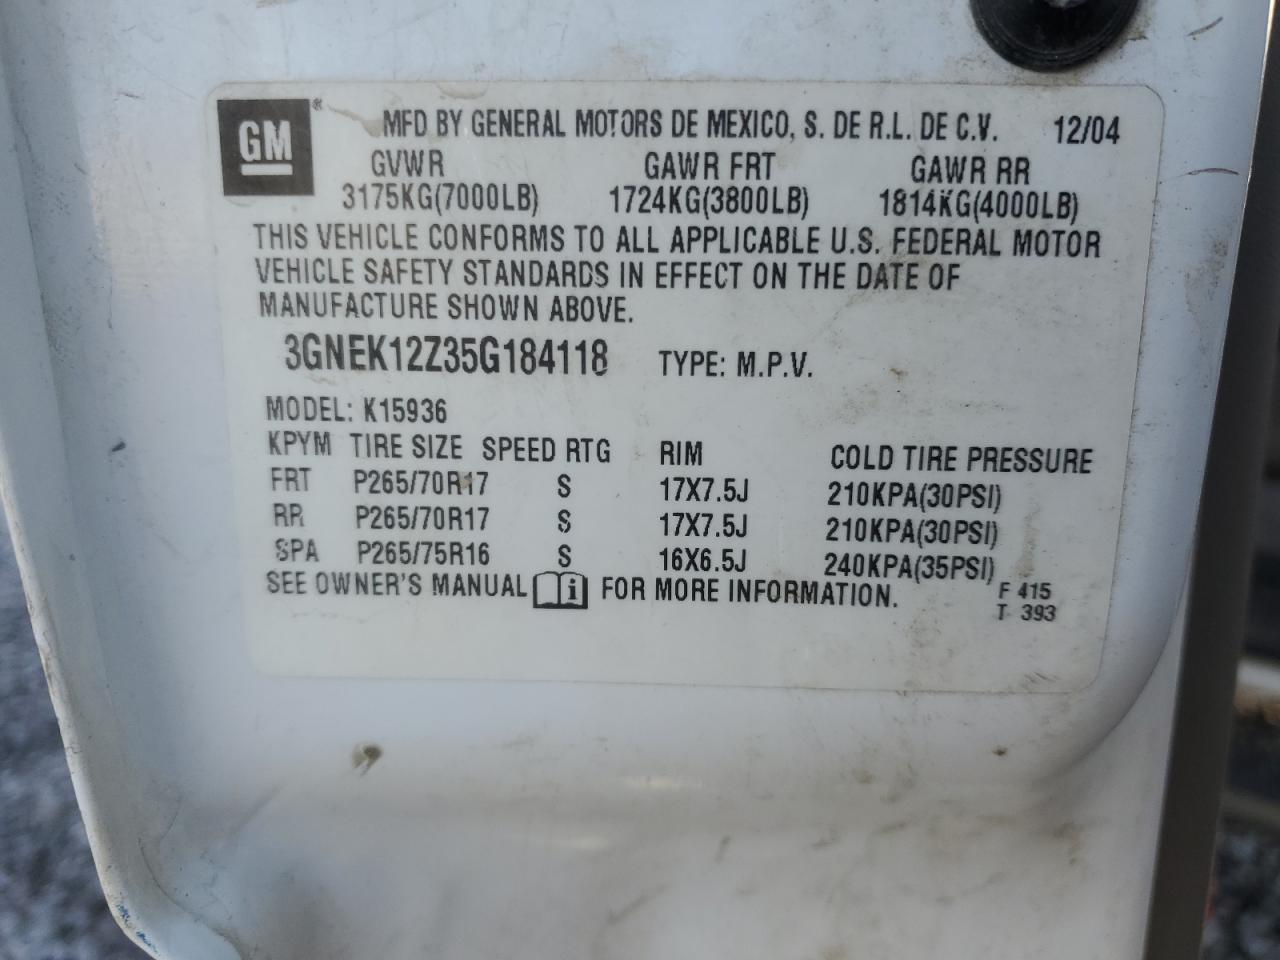 GM®
MFD BY GENERAL MOTORS DE MEXICO, S. DE R.L. DE C.V. 12/04
GVWR GAWR FRT GAWR RR
3175KG(7000LB) 1724KG(3800LB) 1814KG(4000LB)
THIS VEHICLE CONFORMS TO ALL APPLICABLE U.S. FEDERAL MOTOR
VEHICLE SAFETY STANDARDS IN EFFECT ON THE DATE OF
MANUFACTURE SHOWN ABOVE.
3GNEK12Z35G184118 TYPE: M.P.V.
MODEL: K15936
KPYM TIRE SIZE SPEED RTG RIM COLD TIRE PRESSURE
FRT P265/70R17 S 17X7.5J 210KPA(30PSI)
RR P265/70R17 S 17X7.5J 210KPA(30PSI)
SPA P265/75R16 S 16X6.5J 240KPA(35PSI)
SEE OWNER'S MANUAL i FOR MORE INFORMATION.
F 415
T 393